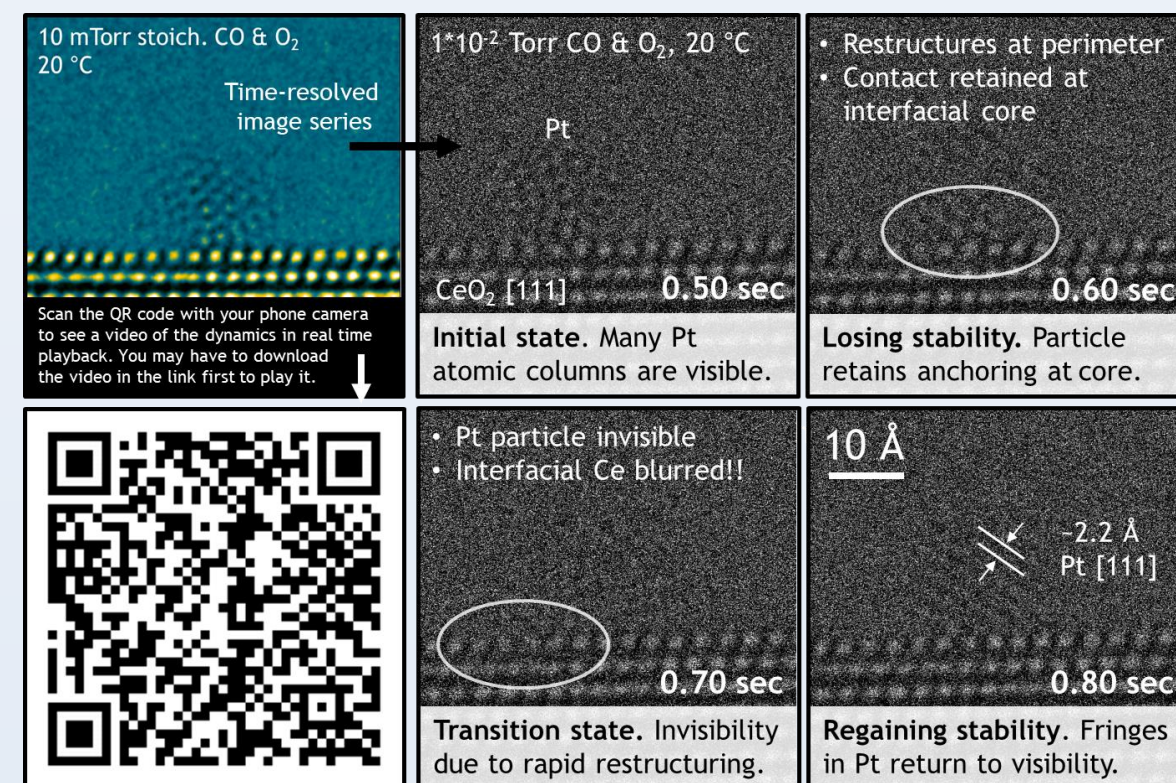 10 mTorr stoich. CO & O₂
20 °C
Time-resolved
image series
Scan the QR code with your phone camera
to see a video of the dynamics in real time
playback. You may have to download
the video in the link first to play it.
1*10⁻² Torr CO & O₂, 20 °C
Pt
CeO₂ [111]
0.50 sec
Initial state. Many Pt
atomic columns are visible.
• Restructures at perimeter
• Contact retained at
interfacial core
0.60 sec
Losing stability. Particle
retains anchoring at core.
• Pt particle invisible
• Interfacial Ce blurred!!
0.70 sec
Transition state. Invisibility
due to rapid restructuring.
10 Å
~2.2 Å
Pt [111]
0.80 sec
Regaining stability. Fringes
in Pt return to visibility.